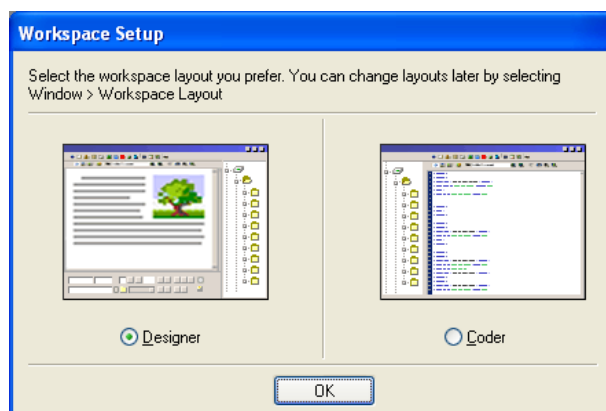 Workspace Setup
Select the workspace layout you prefer. You can change layouts later by selecting
Window > Workspace Layout
Designer
Coder
OK